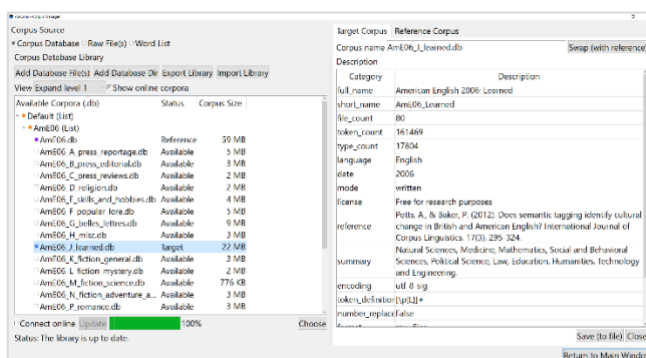 Corpus Source
Corpus Database Raw File(s) Word List
Corpus Database Library
Add Database File(s) Add Database Dir Export Library Import Library
View Expand level 1 Show online corpora
Available Corpora (.db) Status Corpus Size
Default (List)
AmE06 (List)
AmE06.db Reference 59 MB
AmE06_A_press_reportage.db Available 5 MB
AmE06_B_press_editorial.db Available 3 MB
AmE06_C_press_reviews.db Available 2 MB
AmE06_D_religion.db Available 2 MB
AmE06_E_skills_and_hobbies.db Available 4 MB
AmE06_F_popular_lore.db Available 5 MB
AmE06_G_belles_lettres.db Available 8 MB
AmE06_H_misc.db Available 3 MB
AmE06_J_learned.db Target 22 MB
AmE06_K_fiction_general.db Available 3 MB
AmE06_L_fiction_mystery.db Available 2 MB
AmE06_M_fiction_science.db Available 776 KB
AmE06_N_fiction_adventure_a... Available 3 MB
AmE06_P_romance.db Available 3 MB
Connect online Update 100% Choose
Status: The library is up to date.
Target Corpus Reference Corpus
Corpus name AmE06_J_learned.db Swap (with reference)
Description
Category Description
full_name American English 2006: Learned
short_name AmE06_Learned
file_count 80
token_count 161469
type_count 17804
language English
date 2006
mode written
license Free for research purposes
Potts, A., & Baker, P. (2012). Does semantic tagging identify cultural
reference change in British and American English? International Journal of
Corpus Linguistics, 17(3), 295-324.
Natural Sciences, Medicine, Mathematics, Social and Behavioral
summary Sciences, Political Science, Law, Education, Humanities, Technology
and Engineering.
encoding utf-8-sig
token_definition [\p{L}]+
number_replace False
Save (to file) Close
Return to Main Window